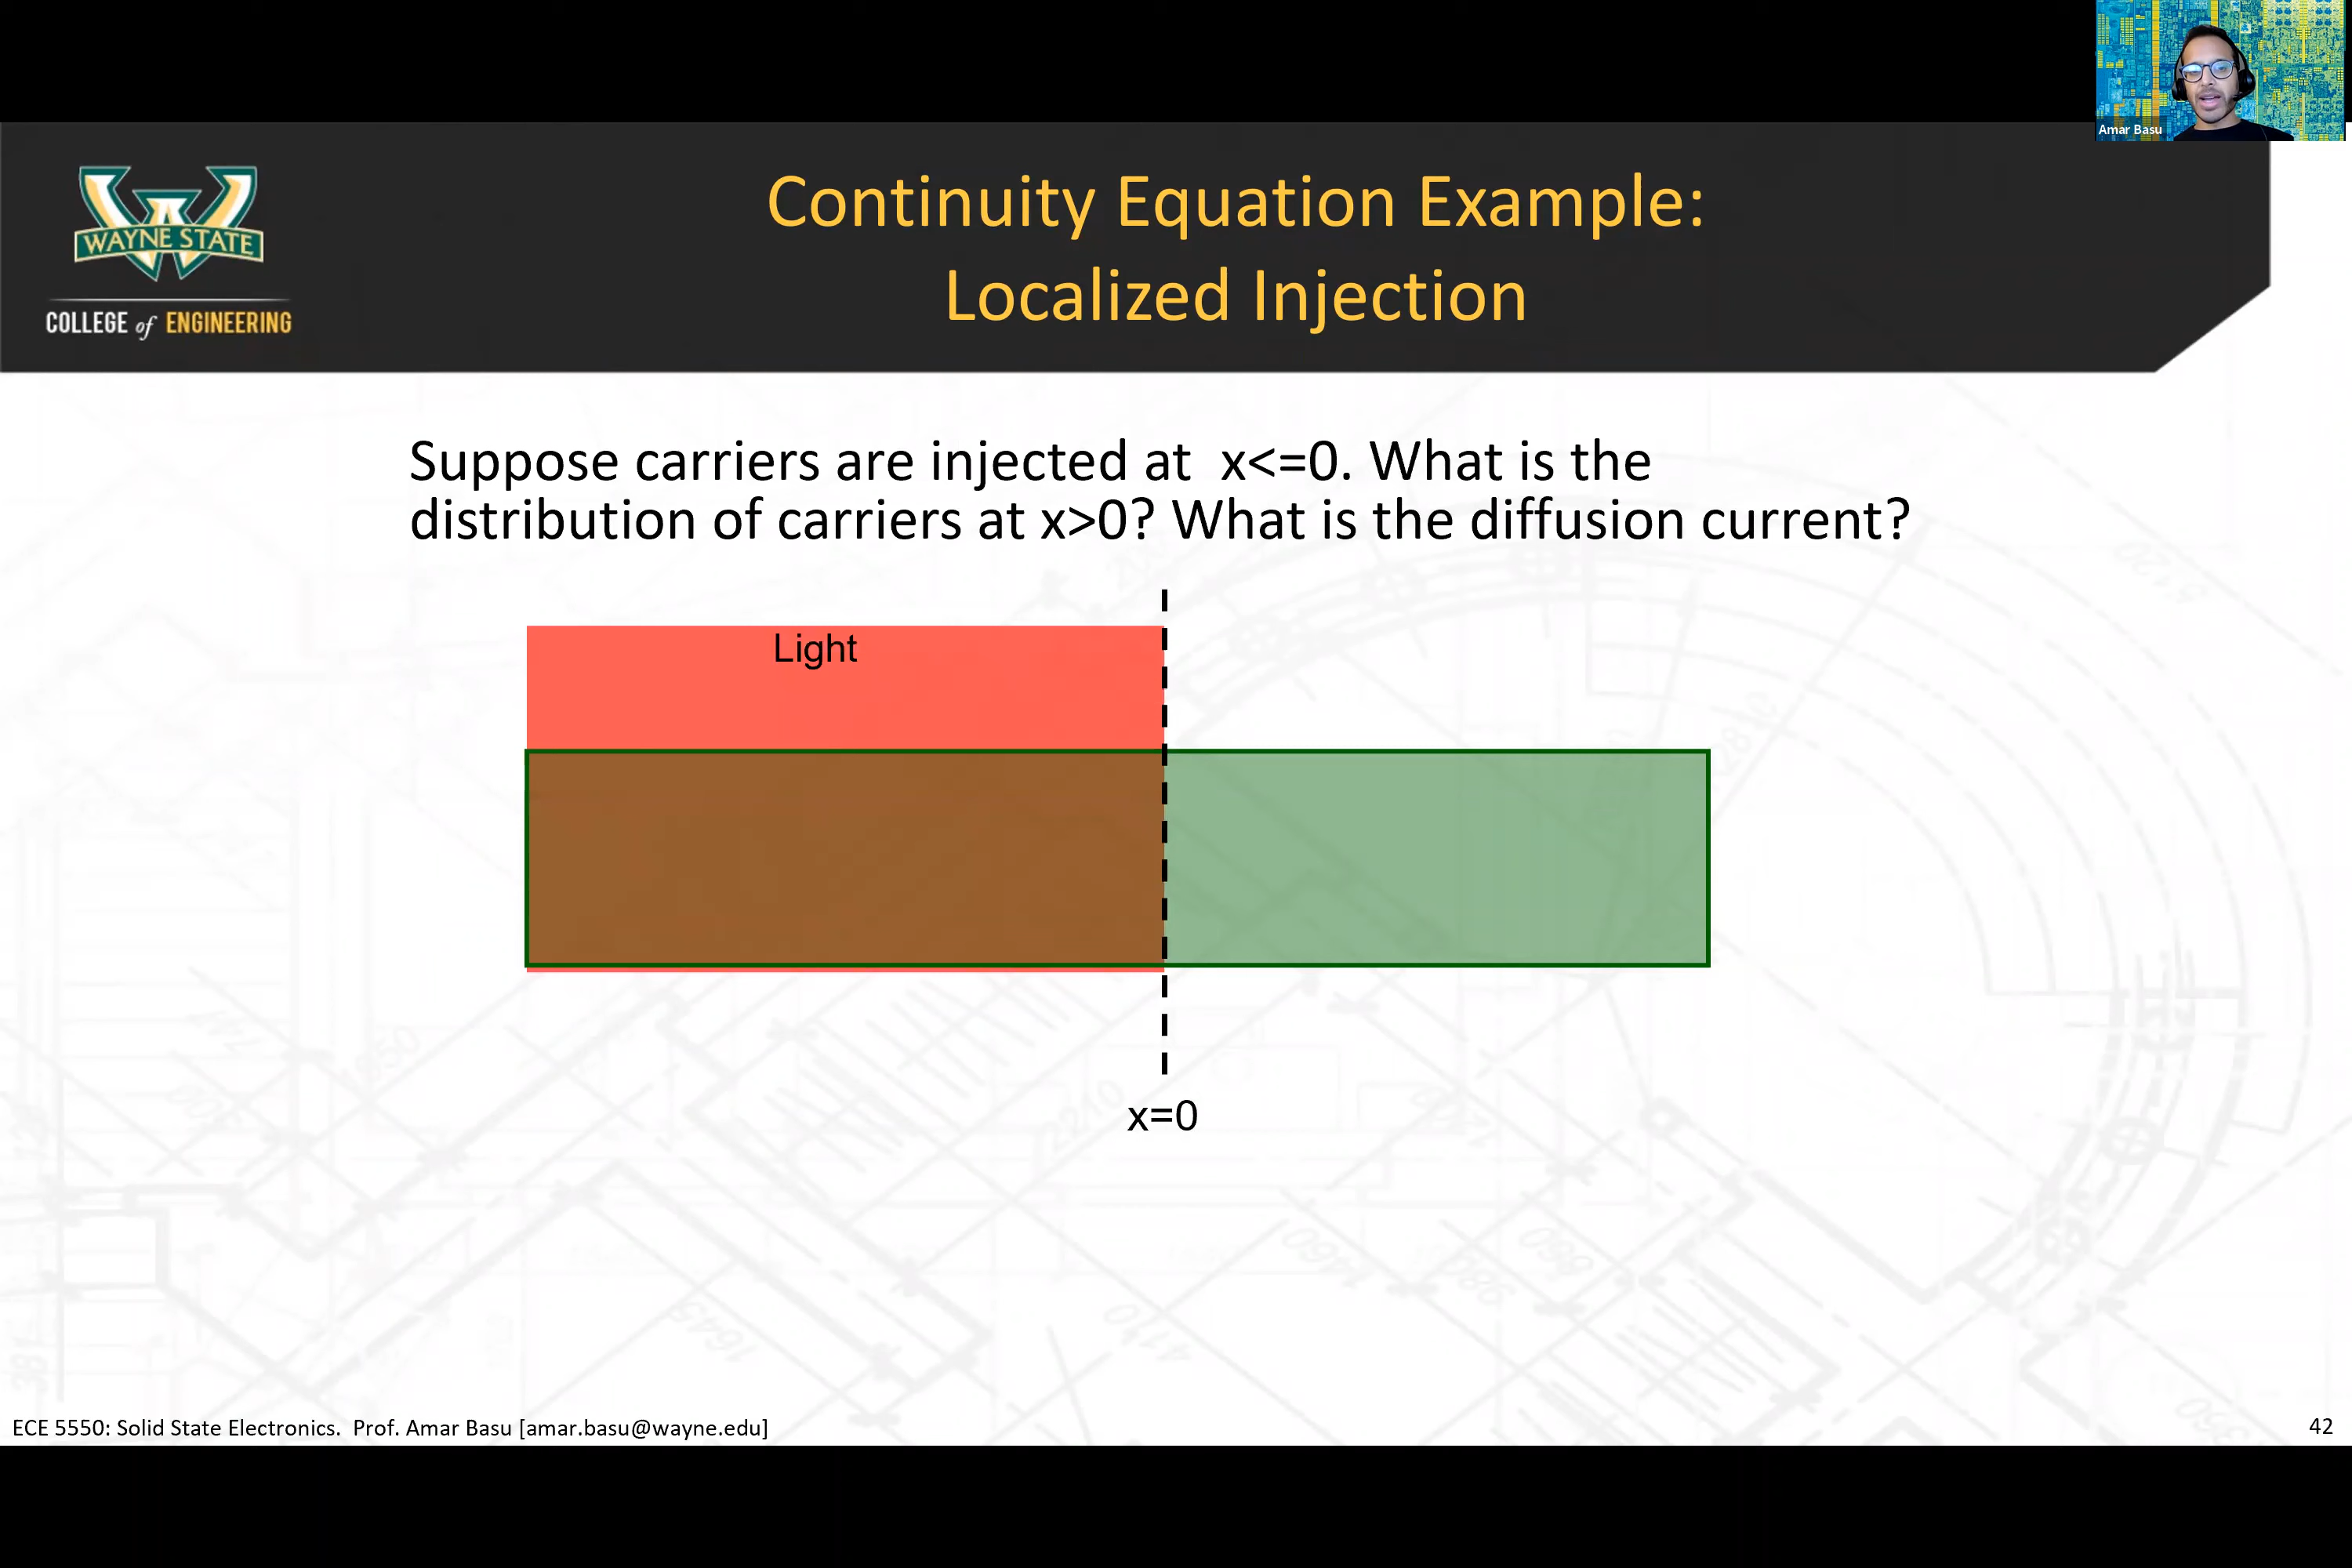 Amar Basu
WAYNE STATE
COLLEGE of ENGINEERING
Continuity Equation Example:
Localized Injection
Suppose carriers are injected at  x<=0. What is the
distribution of carriers at x>0? What is the diffusion current?
Light
x=0
ECE 5550: Solid State Electronics.  Prof. Amar Basu [amar.basu@wayne.edu]
42